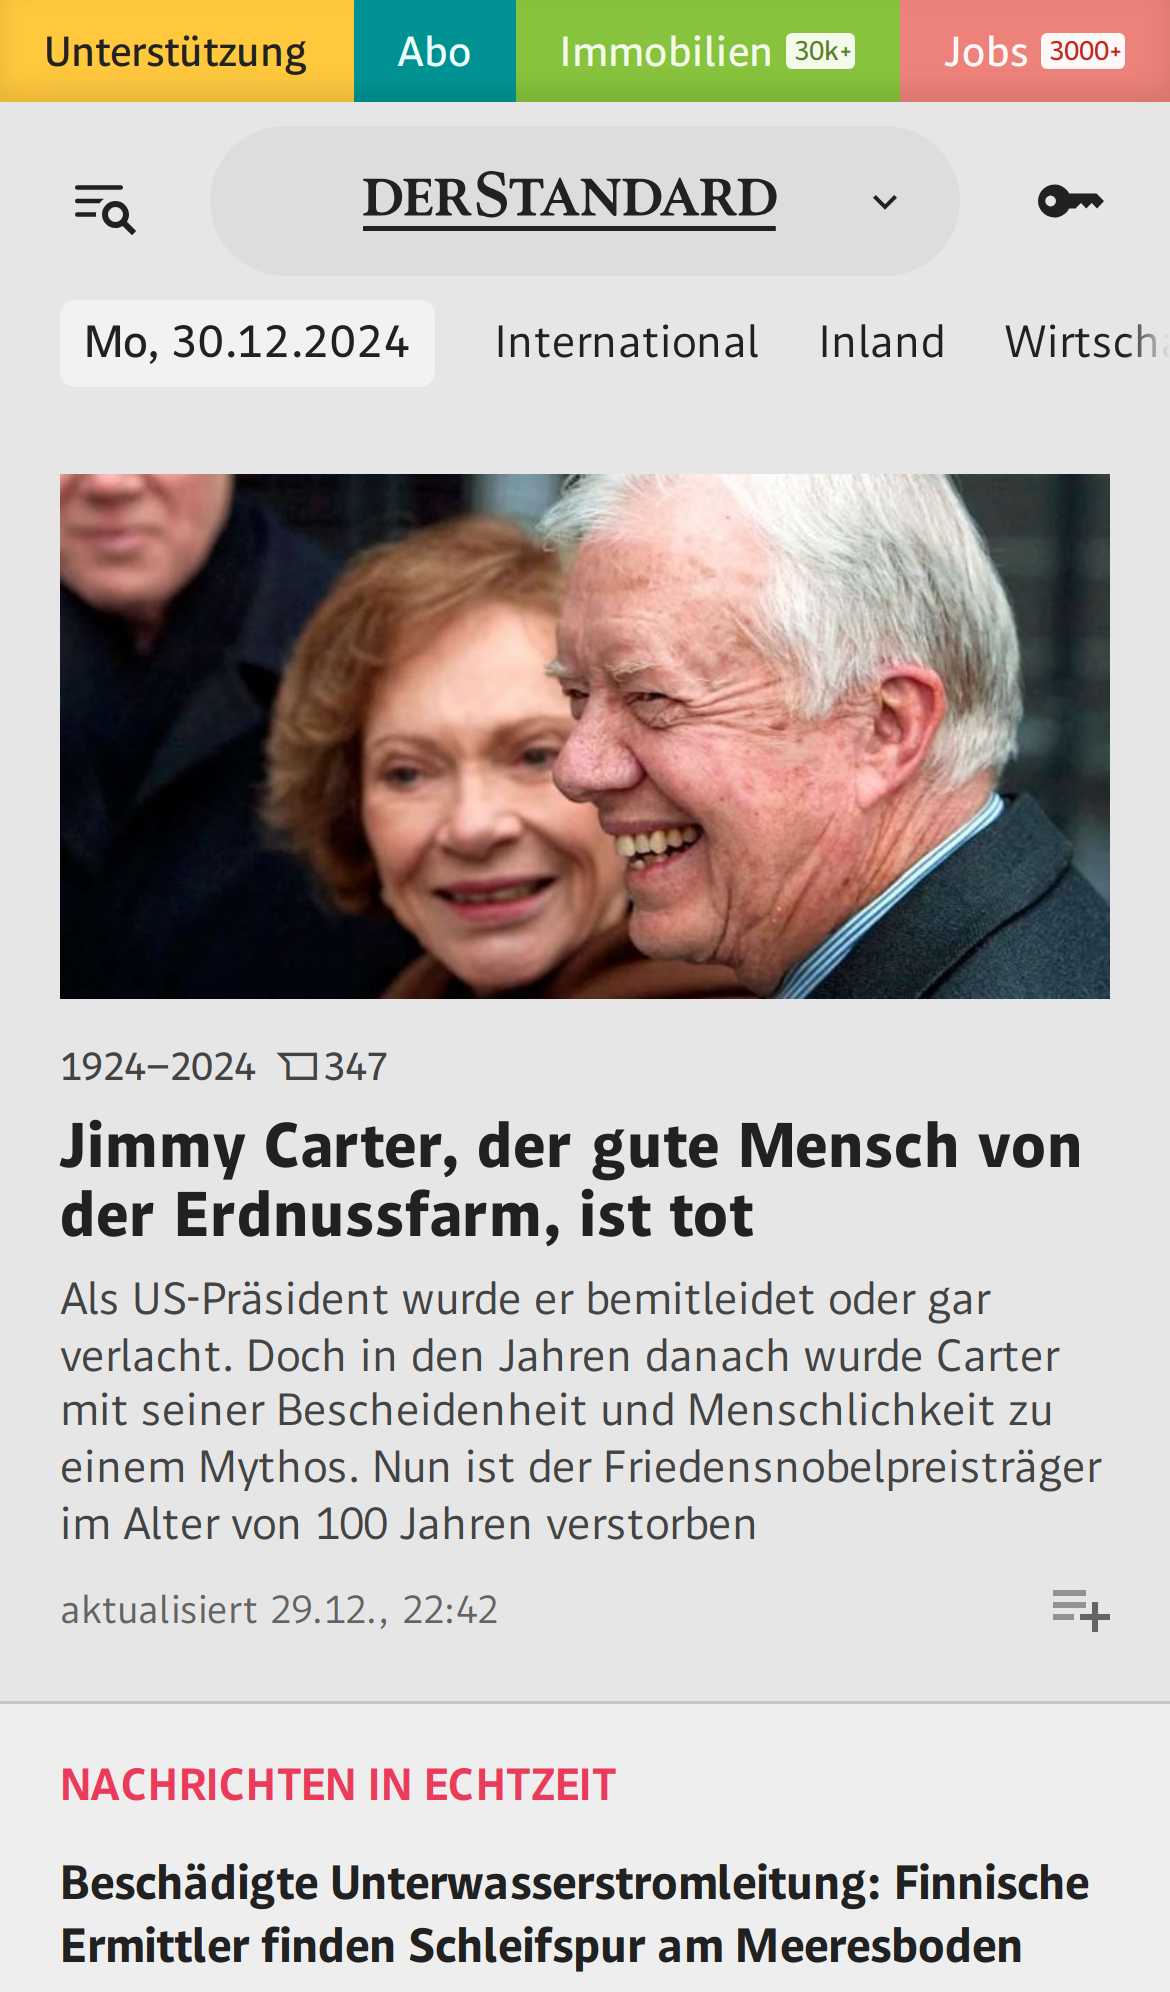 Unterstützung Abo Immobilien 30k+ Jobs 3000+
DERSTANDARD
Mo, 30.12.2024 International Inland Wirtscha
1924–2024 347
Jimmy Carter, der gute Mensch von
der Erdnussfarm, ist tot
Als US-Präsident wurde er bemitleidet oder gar
verlacht. Doch in den Jahren danach wurde Carter
mit seiner Bescheidenheit und Menschlichkeit zu
einem Mythos. Nun ist der Friedensnobelpreisträger
im Alter von 100 Jahren verstorben
aktualisiert 29.12., 22:42
NACHRICHTEN IN ECHTZEIT
Beschädigte Unterwasserstromleitung: Finnische
Ermittler finden Schleifspur am Meeresboden